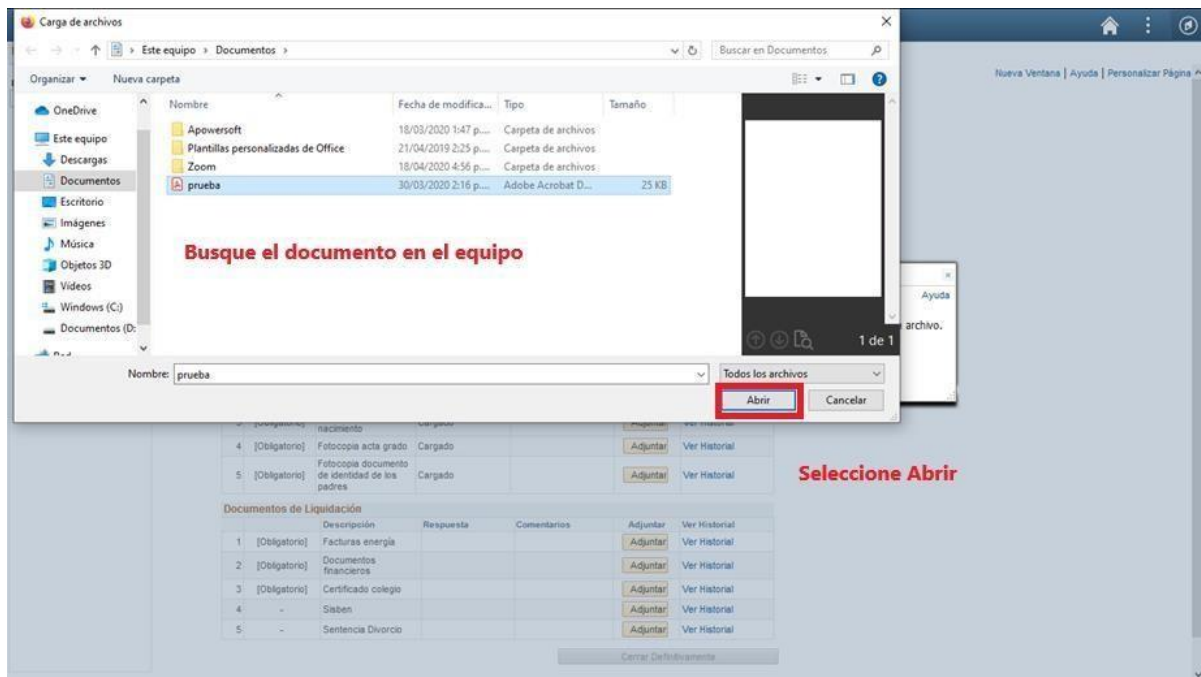 Carga de archivos
Este equipo > Documentos >
Buscar en Documentos
Organizar
Nueva carpeta
Nueva Ventana | Ayuda | Personalizar Página
OneDrive
Este equipo
Descargas
Documentos
Escritorio
Imágenes
Música
Objetos 3D
Vídeos
Windows (C:)
Documentos (D:
Nombre Fecha de modifica... Tipo Tamaño
Apowersoft 18/03/2020 1:47 p.... Carpeta de archivos
Plantillas personalizadas de Office 21/04/2019 2:25 p.... Carpeta de archivos
Zoom 18/04/2020 4:56 p.... Carpeta de archivos
prueba 30/03/2020 2:16 p.... Adobe Acrobat D... 25 KB
Busque el documento en el equipo
1 de 1
Ayuda
archivo.
Nombre: prueba
Todos los archivos
Abrir Cancelar
nacimiento
4 [Obligatorio] Fotocopia acta grado Cargado Adjuntar Ver Historial
Fotocopia documento
5 [Obligatorio] de identidad de los Cargado Adjuntar Ver Historial
padres
Seleccione Abrir
Documentos de Liquidación
Descripción Respuesta Comentarios Adjuntar Ver Historial
1 [Obligatorio] Facturas energía Adjuntar Ver Historial
2 [Obligatorio] Documentos financieros Adjuntar Ver Historial
3 [Obligatorio] Certificado colegio Adjuntar Ver Historial
4 - Sisben Adjuntar Ver Historial
5 - Sentencia Divorcio Adjuntar Ver Historial
Cerrar Definitivamente